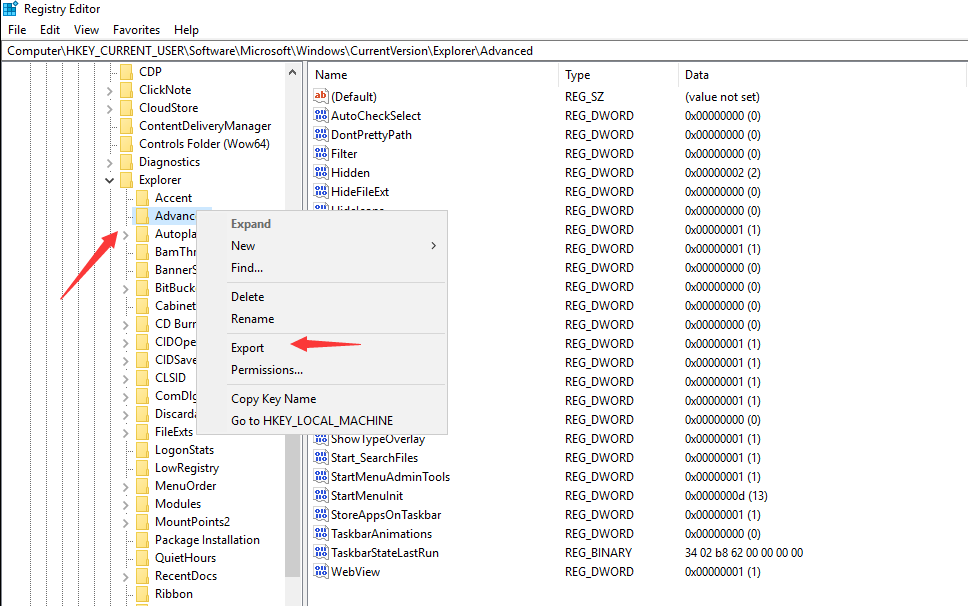 Registry Editor
File Edit View Favorites Help
Computer\HKEY_CURRENT_USER\Software\Microsoft\Windows\CurrentVersion\Explorer\Advanced
CDP
ClickNote
CloudStore
ContentDeliveryManager
Controls Folder (Wow64)
Diagnostics
Explorer
Accent
Advanc
Autopla
BamThr
BannerS
BitBuck
Cabinet
CD Burr
CIDOpe
CIDSave
CLSID
ComDlg
Discarda
FileExts
LogonStats
LowRegistry
MenuOrder
Modules
MountPoints2
Package Installation
QuietHours
RecentDocs
Ribbon
Expand
New
Find...
Delete
Rename
Export
Permissions...
Copy Key Name
Go to HKEY_LOCAL_MACHINE
Name Type Data
(Default) REG_SZ (value not set)
AutoCheckSelect REG_DWORD 0x00000000 (0)
DontPrettyPath REG_DWORD 0x00000000 (0)
Filter REG_DWORD 0x00000000 (0)
Hidden REG_DWORD 0x00000002 (2)
HideFileExt REG_DWORD 0x00000000 (0)
HideIcons REG_DWORD 0x00000000 (0)
REG_DWORD 0x00000001 (1)
REG_DWORD 0x00000001 (1)
REG_DWORD 0x00000000 (0)
REG_DWORD 0x00000000 (0)
REG_DWORD 0x00000000 (0)
REG_DWORD 0x00000000 (0)
REG_DWORD 0x00000001 (1)
REG_DWORD 0x00000001 (1)
REG_DWORD 0x00000001 (1)
REG_DWORD 0x00000001 (1)
REG_DWORD 0x00000000 (0)
ShowTypeOverlay REG_DWORD 0x00000001 (1)
Start_SearchFiles REG_DWORD 0x00000001 (1)
StartMenuAdminTools REG_DWORD 0x00000001 (1)
StartMenuInit REG_DWORD 0x0000000d (13)
StoreAppsOnTaskbar REG_DWORD 0x00000001 (1)
TaskbarAnimations REG_DWORD 0x00000000 (0)
TaskbarStateLastRun REG_BINARY 34 02 b8 62 00 00 00 00
WebView REG_DWORD 0x00000001 (1)